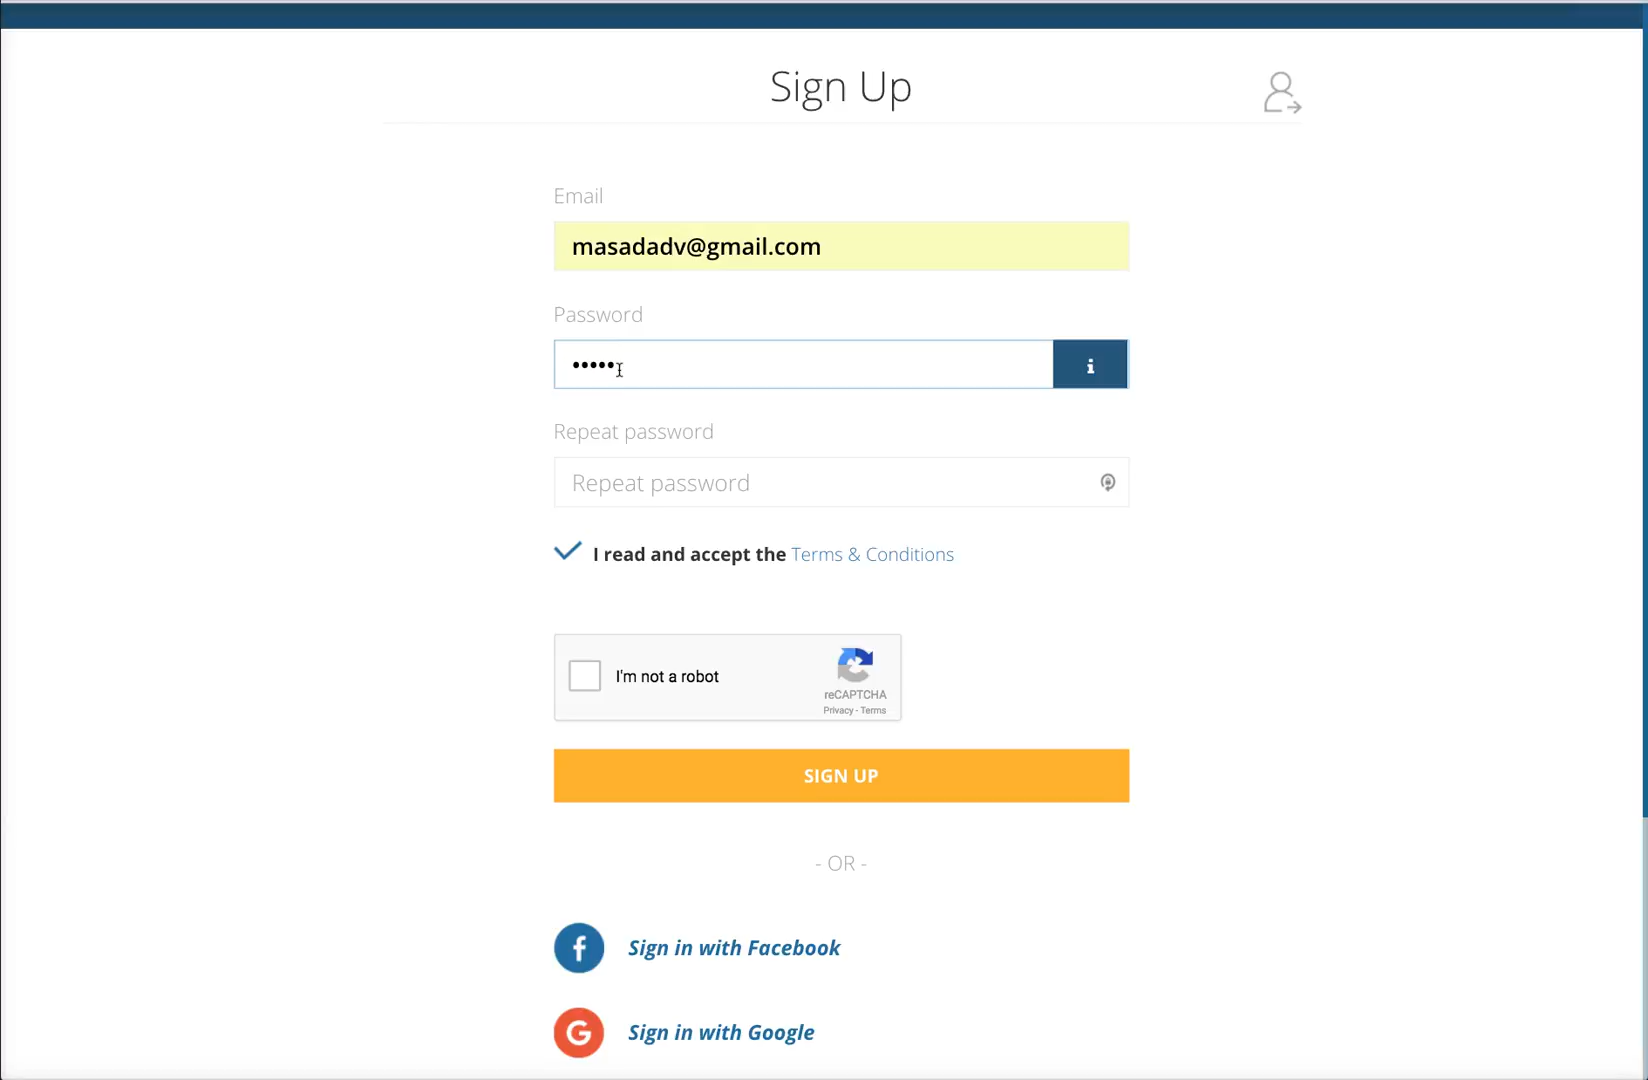 Sign Up
Email
masadadv@gmail.com
Password
•••••
i
Repeat password
Repeat password
I read and accept the Terms & Conditions
I'm not a robot
reCAPTCHA
Privacy - Terms
SIGN UP
- OR -
f Sign in with Facebook
G Sign in with Google